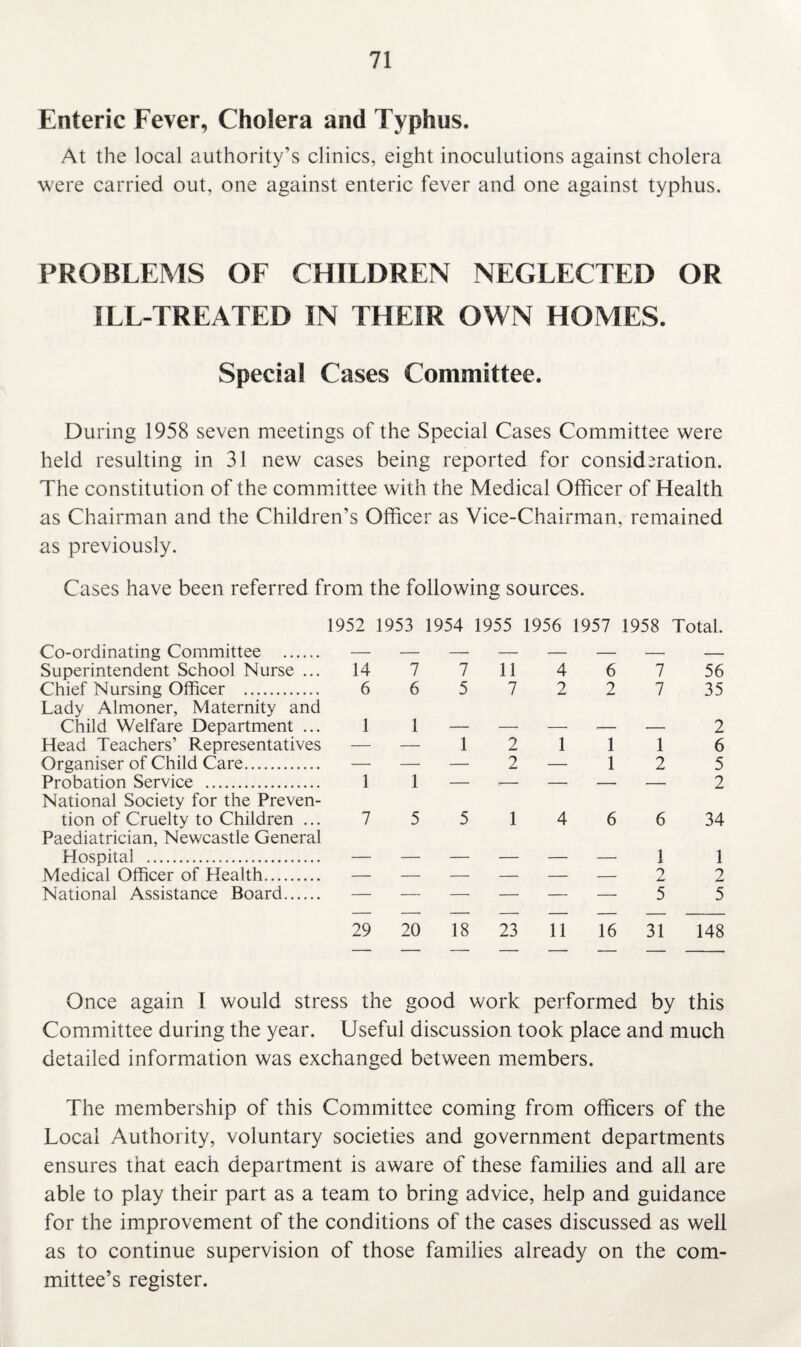 71
Enteric Fever, Cholera and Typhus.
At the local authority's clinics, eight inoculutions against cholera
were carried out, one against enteric fever and one against typhus.
PROBLEMS OF CHILDREN NEGLECTED OR
ILL-TREATED IN THEIR OWN HOMES.
Special Cases Committee.
During 1958 seven meetings of the Special Cases Committee were
held resulting in 31 new cases being reported for consideration.
The constitution of the committee with the Medical Officer of Health
as Chairman and the Children's Officer as Vice-Chairman, remained
as previously.
Cases have been referred from the following sources.
1952 1953 1954 1955 1956 1957 1958 Total.
Co-ordinating Committee ...... — — — — — — — —
Superintendent School Nurse ... 14 7 7 11 4 6 7 56
Chief Nursing Officer ............ 6 6 5 7 2 2 7 35
Lady Almoner, Maternity and
Child Welfare Department ... 1 1 — — — — — 2
Head Teachers' Representatives — — 1 2 1 1 1 6
Organiser of Child Care............ — — — 2 — 1 2 5
Probation Service .................. 1 1 — — — — — 2
National Society for the Preven-
tion of Cruelty to Children ... 7 5 5 1 4 6 6 34
Paediatrician, Newcastle General
Hospital ........................... — — — — — — 1 1
Medical Officer of Health......... — — — — — — 2 2
National Assistance Board...... — — — — — — 5 5
29 20 18 23 11 16 31 148
Once again I would stress the good work performed by this
Committee during the year. Useful discussion took place and much
detailed information was exchanged between members.
The membership of this Committee coming from officers of the
Local Authority, voluntary societies and government departments
ensures that each department is aware of these families and all are
able to play their part as a team to bring advice, help and guidance
for the improvement of the conditions of the cases discussed as well
as to continue supervision of those families already on the com-
mittee's register.